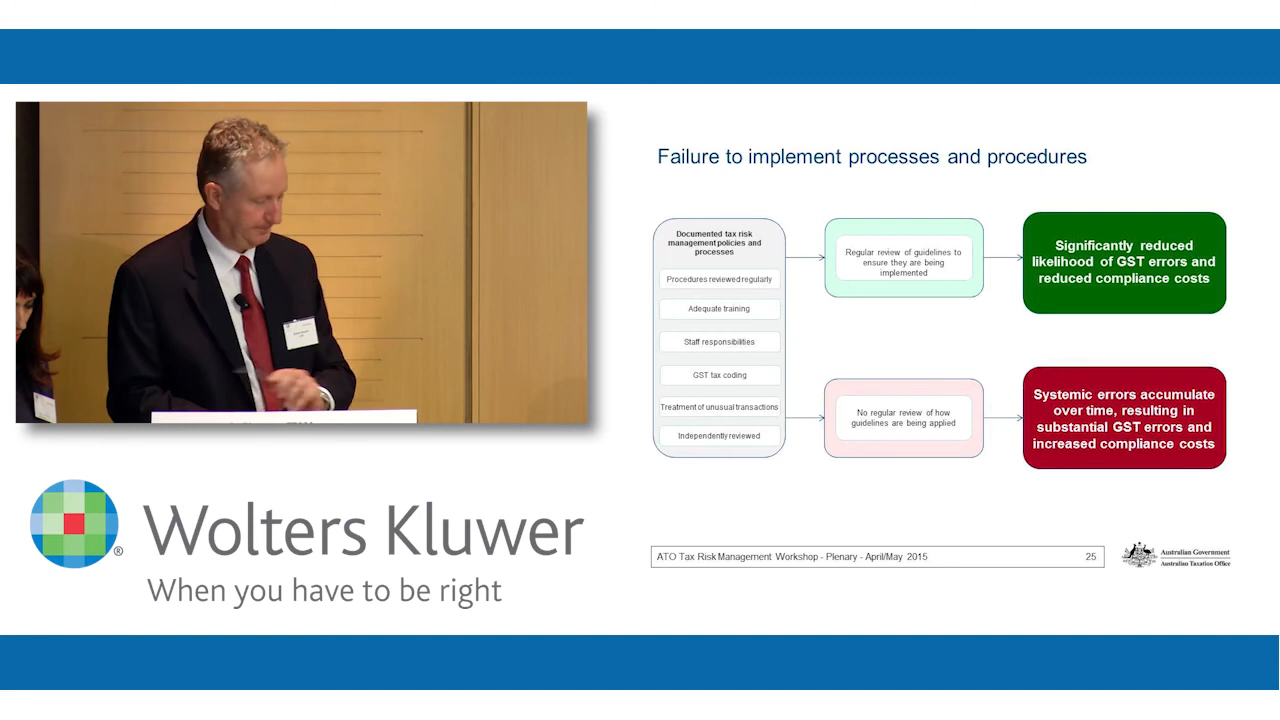 Failure to implement processes and procedures
Documented tax risk
management policies and
processes
Procedures reviewed regularly
Adequate training
Staff responsibilities
GST tax coding
Treatment of unusual transactions
Independently reviewed
Regular review of guidelines to
ensure they are being
implemented
Significantly reduced
likelihood of GST errors and
reduced compliance costs
No regular review of how
guidelines are being applied
Systemic errors accumulate
over time, resulting in
substantial GST errors and
increased compliance costs
Wolters Kluwer
®
When you have to be right
ATO Tax Risk Management Workshop - Plenary - April/May 2015
25
Australian Government
Australian Taxation Office